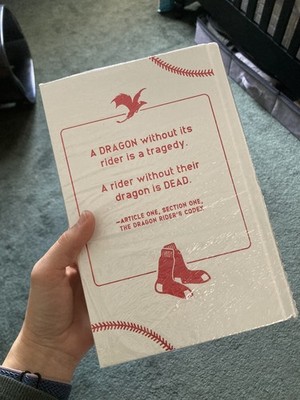 A DRAGON without its
rider is a tragedy.
A rider without their
dragon is DEAD.
—ARTICLE ONE, SECTION ONE,
THE DRAGON RIDER'S CODEX